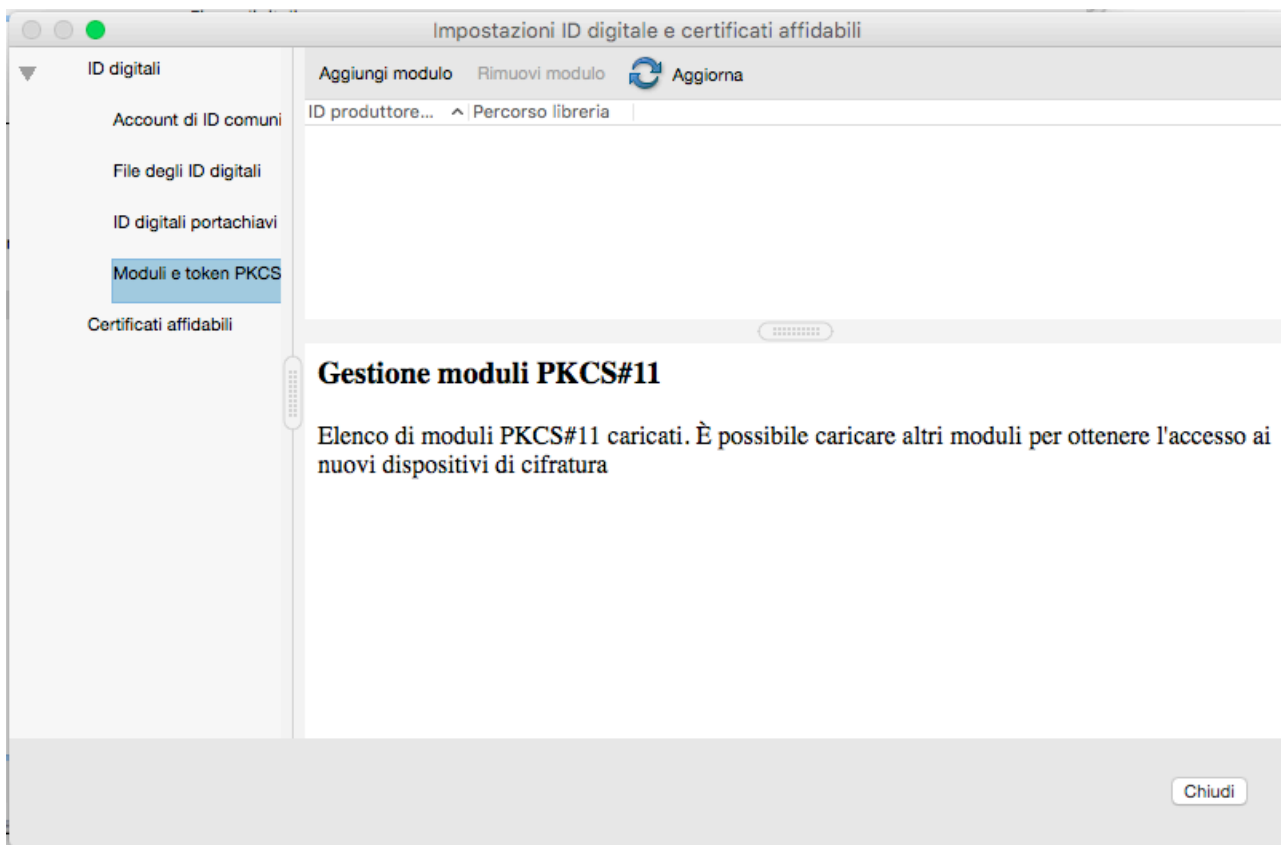 Impostazioni ID digitale e certificati affidabili
ID digitali
Account di ID comuni
File degli ID digitali
ID digitali portachiavi
Moduli e token PKCS
Certificati affidabili
Aggiungi modulo Rimuovi modulo Aggiorna
ID produttore... Percorso libreria
Gestione moduli PKCS#11
Elenco di moduli PKCS#11 caricati. È possibile caricare altri moduli per ottenere l'accesso ai
nuovi dispositivi di cifratura
Chiudi